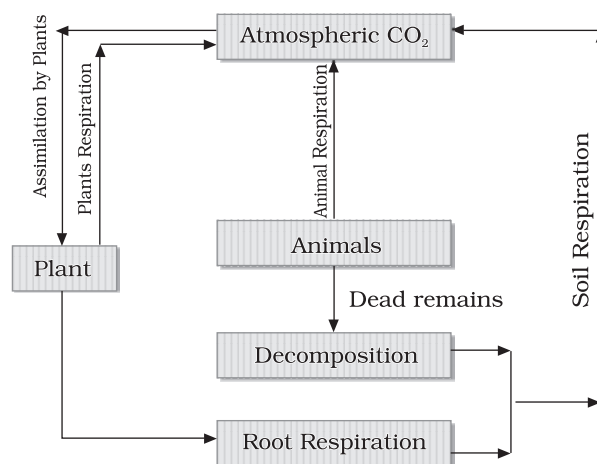 Atmospheric CO₂
Assimilation by Plants
Plants Respiration
Animal Respiration
Soil Respiration
Animals
Plant
Dead remains
Decomposition
Root Respiration